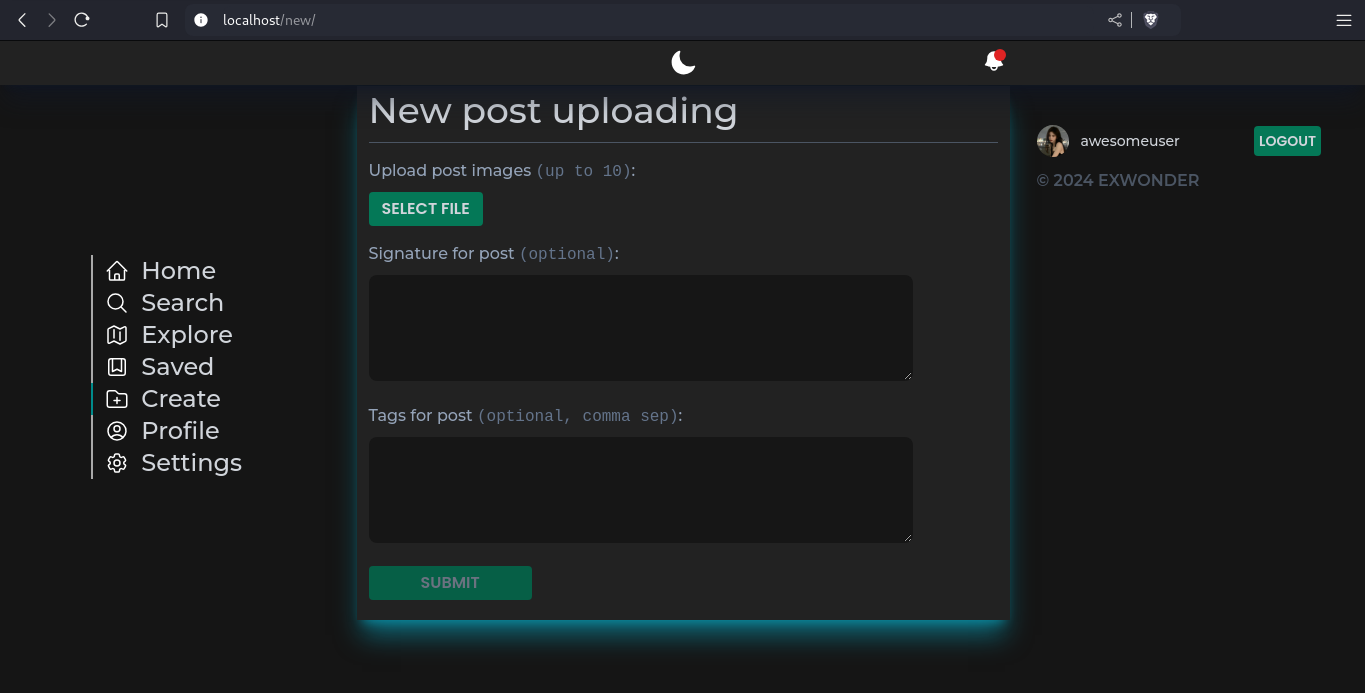 localhost/new/
New post uploading
Upload post images (up to 10):
SELECT FILE
Signature for post (optional):
Tags for post (optional, comma sep):
SUBMIT
Home
Search
Explore
Saved
Create
Profile
Settings
awesomeuser
LOGOUT
© 2024 EXWONDER